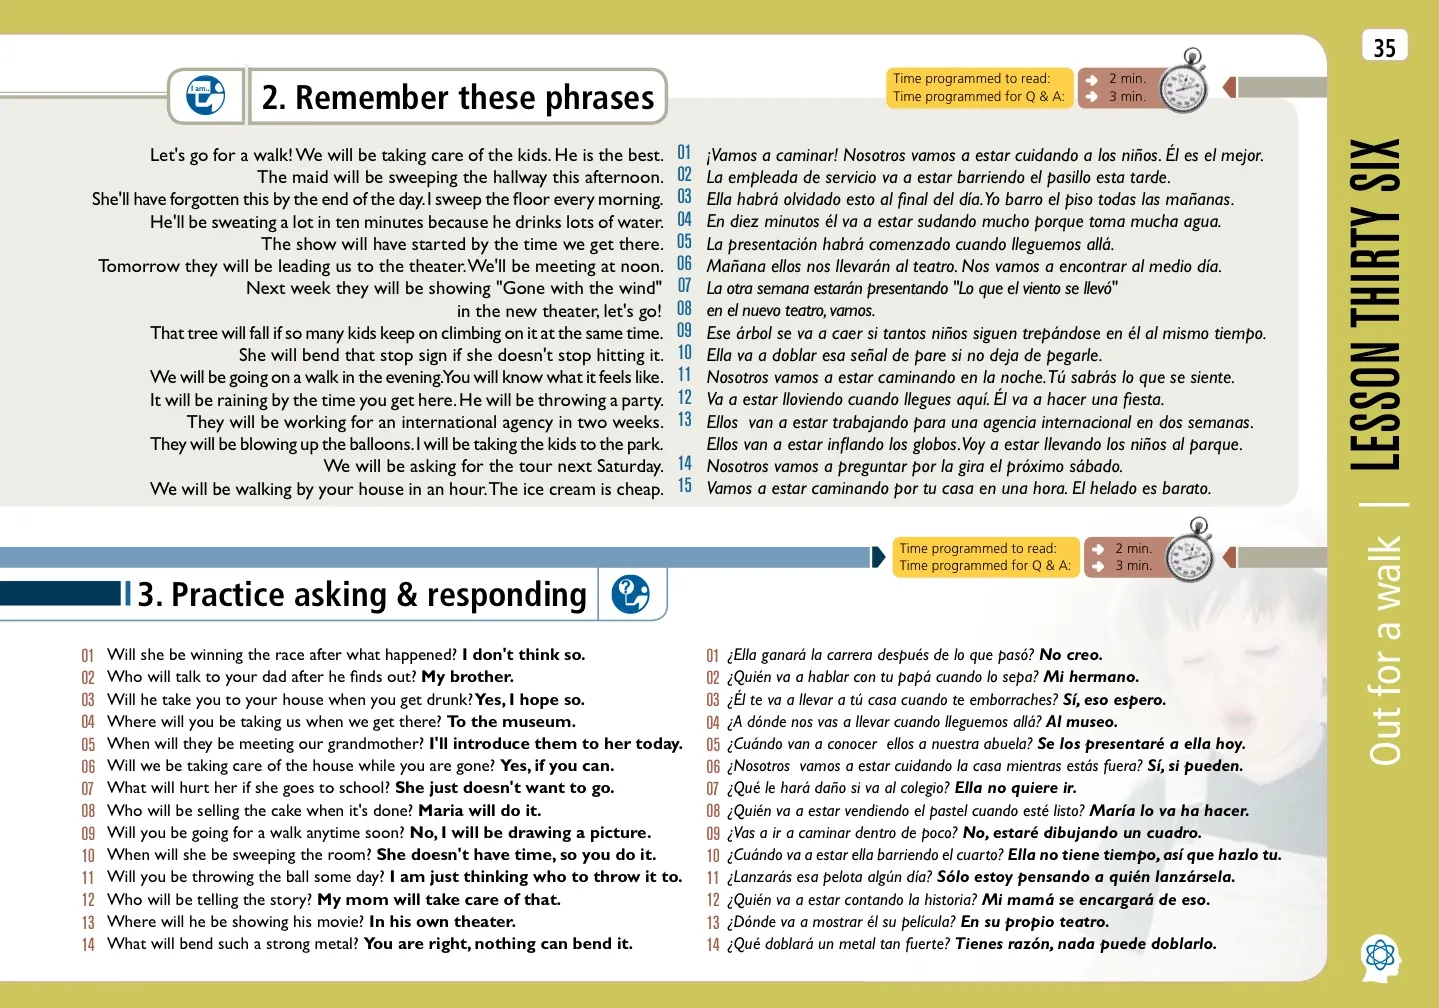 35
I am..
2. Remember these phrases
Time programmed to read: 2 min.
Time programmed for Q & A: 3 min.
Let's go for a walk! We will be taking care of the kids. He is the best. 01 ¡Vamos a caminar! Nosotros vamos a estar cuidando a los niños. Él es el mejor.
The maid will be sweeping the hallway this afternoon. 02 La empleada de servicio va a estar barriendo el pasillo esta tarde.
She'll have forgotten this by the end of the day. I sweep the floor every morning. 03 Ella habrá olvidado esto al final del día. Yo barro el piso todas las mañanas.
He'll be sweating a lot in ten minutes because he drinks lots of water. 04 En diez minutos él va a estar sudando mucho porque toma mucha agua.
The show will have started by the time we get there. 05 La presentación habrá comenzado cuando lleguemos allá.
Tomorrow they will be leading us to the theater. We'll be meeting at noon. 06 Mañana ellos nos llevarán al teatro. Nos vamos a encontrar al medio día.
Next week they will be showing "Gone with the wind" 07 La otra semana estarán presentando "Lo que el viento se llevó"
in the new theater, let's go! 08 en el nuevo teatro, vamos.
That tree will fall if so many kids keep on climbing on it at the same time. 09 Ese árbol se va a caer si tantos niños siguen trepándose en él al mismo tiempo.
She will bend that stop sign if she doesn't stop hitting it. 10 Ella va a doblar esa señal de pare si no deja de pegarle.
We will be going on a walk in the evening. You will know what it feels like. 11 Nosotros vamos a estar caminando en la noche. Tú sabrás lo que se siente.
It will be raining by the time you get here. He will be throwing a party. 12 Va a estar lloviendo cuando llegues aquí. Él va a hacer una fiesta.
They will be working for an international agency in two weeks. 13 Ellos van a estar trabajando para una agencia internacional en dos semanas.
They will be blowing up the balloons. I will be taking the kids to the park. Ellos van a estar inflando los globos. Voy a estar llevando los niños al parque.
We will be asking for the tour next Saturday. 14 Nosotros vamos a preguntar por la gira el próximo sábado.
We will be walking by your house in an hour. The ice cream is cheap. 15 Vamos a estar caminando por tu casa en una hora. El helado es barato.
Time programmed to read: 2 min.
Time programmed for Q & A: 3 min.
3. Practice asking & responding
?
01 Will she be winning the race after what happened? I don't think so.
02 Who will talk to your dad after he finds out? My brother.
03 Will he take you to your house when you get drunk? Yes, I hope so.
04 Where will you be taking us when we get there? To the museum.
05 When will they be meeting our grandmother? I'll introduce them to her today.
06 Will we be taking care of the house while you are gone? Yes, if you can.
07 What will hurt her if she goes to school? She just doesn't want to go.
08 Who will be selling the cake when it's done? Maria will do it.
09 Will you be going for a walk anytime soon? No, I will be drawing a picture.
10 When will she be sweeping the room? She doesn't have time, so you do it.
11 Will you be throwing the ball some day? I am just thinking who to throw it to.
12 Who will be telling the story? My mom will take care of that.
13 Where will he be showing his movie? In his own theater.
14 What will bend such a strong metal? You are right, nothing can bend it.
01 ¿Ella ganará la carrera después de lo que pasó? No creo.
02 ¿Quién va a hablar con tu papá cuando lo sepa? Mi hermano.
03 ¿Él te va a llevar a tú casa cuando te emborraches? Sí, eso espero.
04 ¿A dónde nos vas a llevar cuando lleguemos allá? Al museo.
05 ¿Cuándo van a conocer ellos a nuestra abuela? Se los presentaré a ella hoy.
06 ¿Nosotros vamos a estar cuidando la casa mientras estás fuera? Sí, si pueden.
07 ¿Qué le hará daño si va al colegio? Ella no quiere ir.
08 ¿Quién va a estar vendiendo el pastel cuando esté listo? María lo va ha hacer.
09 ¿Vas a ir a caminar dentro de poco? No, estaré dibujando un cuadro.
10 ¿Cuándo va a estar ella barriendo el cuarto? Ella no tiene tiempo, así que hazlo tu.
11 ¿Lanzarás esa pelota algún día? Sólo estoy pensando a quién lanzársela.
12 ¿Quién va a estar contando la historia? Mi mamá se encargará de eso.
13 ¿Dónde va a mostrar él su película? En su propio teatro.
14 ¿Qué doblará un metal tan fuerte? Tienes razón, nada puede doblarlo.
Out for a walk | LESSON THIRTY SIX